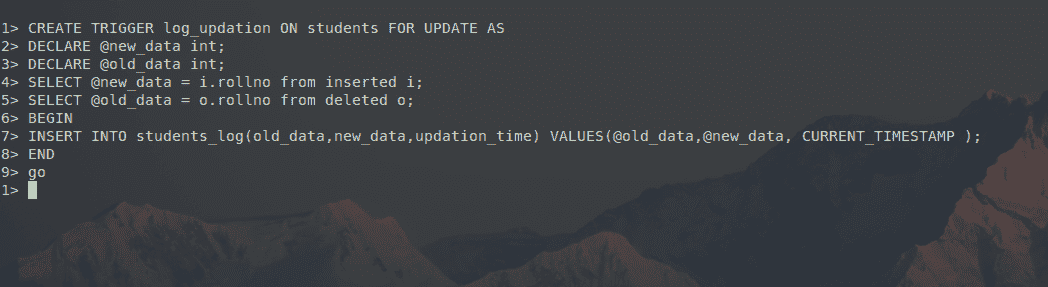 1> CREATE TRIGGER log_updation ON students FOR UPDATE AS
2> DECLARE @new_data int;
3> DECLARE @old_data int;
4> SELECT @new_data = i.rollno from inserted i;
5> SELECT @old_data = o.rollno from deleted o;
6> BEGIN
7> INSERT INTO students_log(old_data,new_data,updation_time) VALUES(@old_data,@new_data, CURRENT_TIMESTAMP );
8> END
9> go
1>